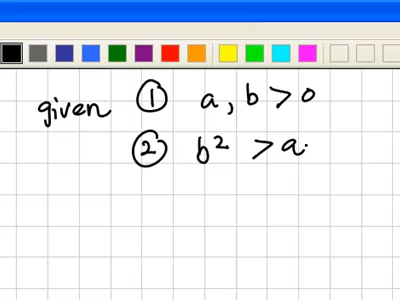 given ① a, b > 0
② b² > a